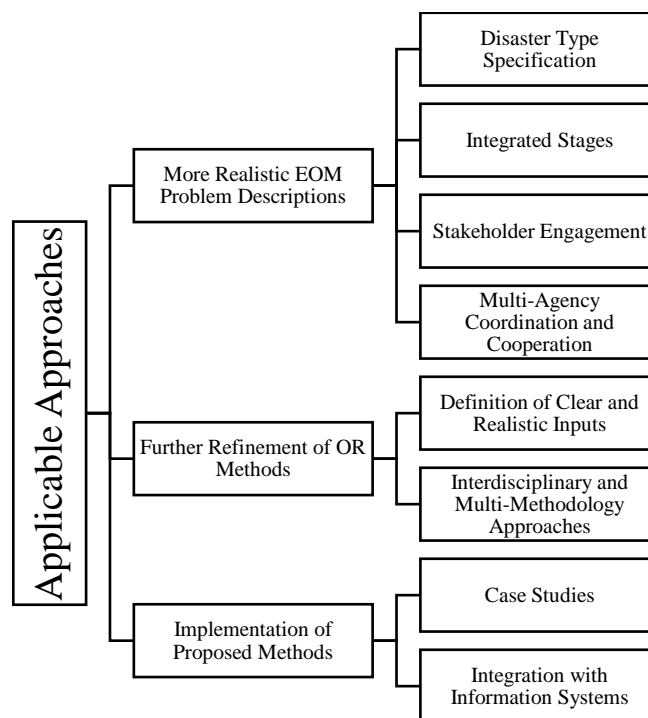 Applicable Approaches
More Realistic EOM
Problem Descriptions
Disaster Type
Specification
Integrated Stages
Stakeholder Engagement
Multi-Agency
Coordination and
Cooperation
Further Refinement of OR
Methods
Definition of Clear and
Realistic Inputs
Interdisciplinary and
Multi-Methodology
Approaches
Implementation of
Proposed Methods
Case Studies
Integration with
Information Systems